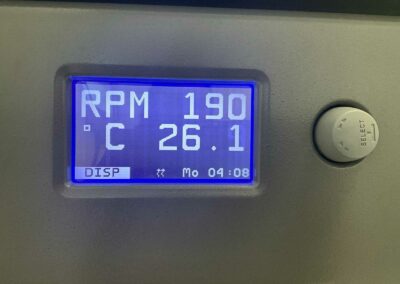 RPM 190
°C 26.1
DISP Mo 04:08
SELECT